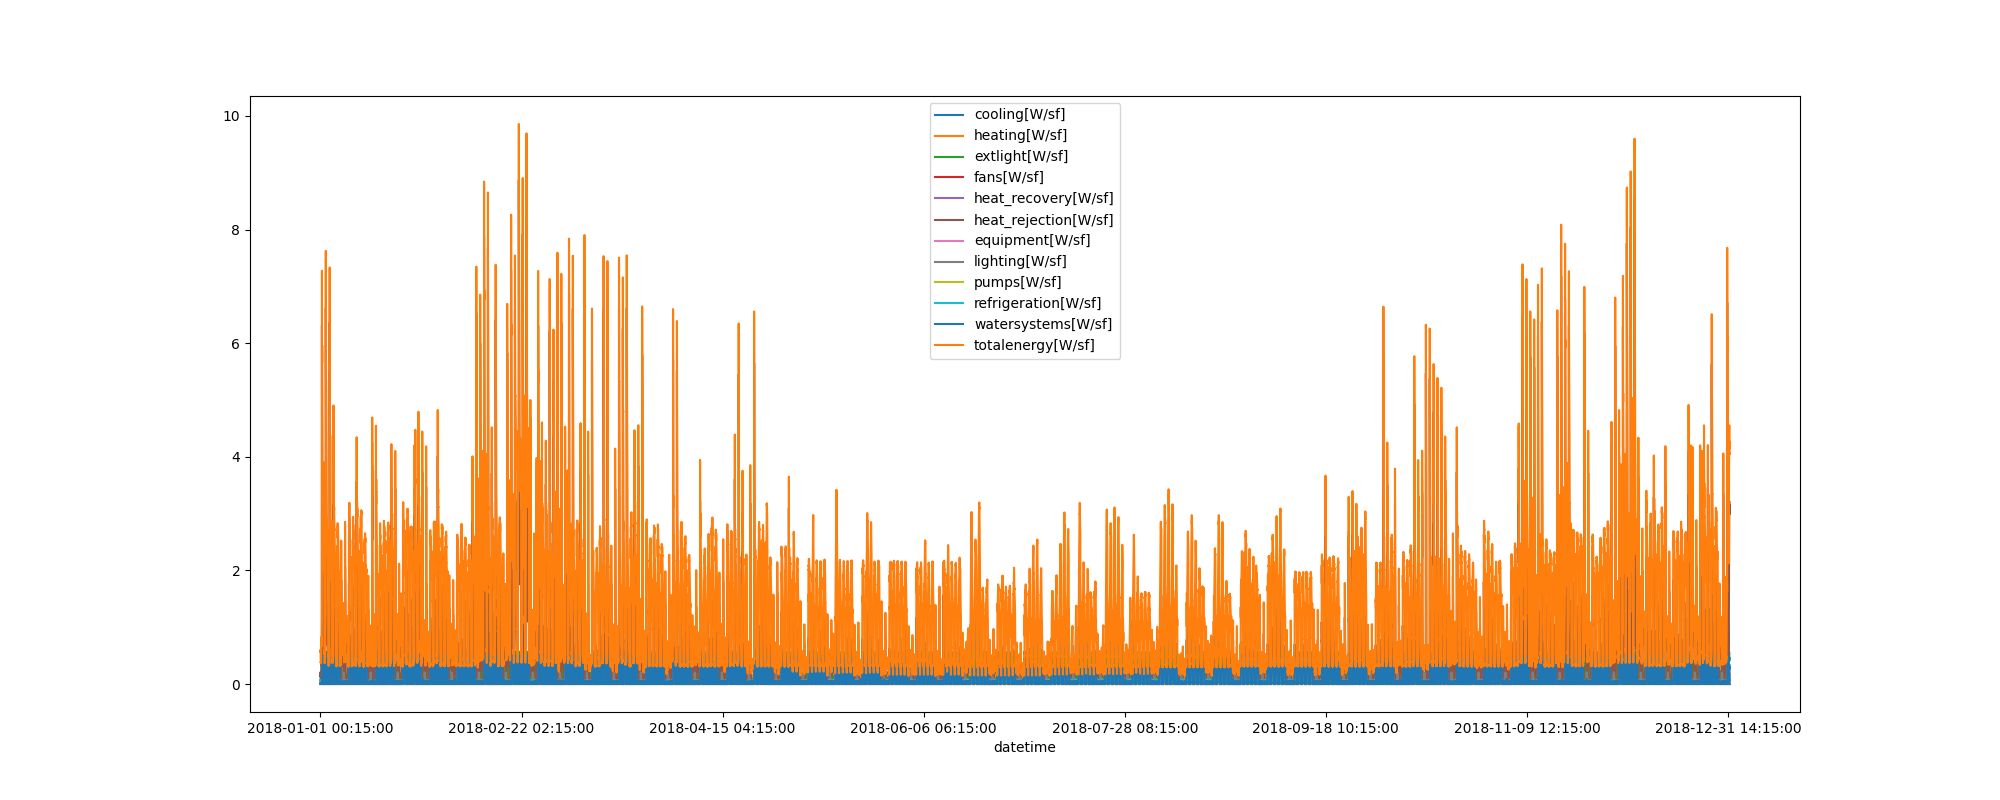 10
8
6
4
2
0
cooling[W/sf]
heating[W/sf]
extlight[W/sf]
fans[W/sf]
heat_recovery[W/sf]
heat_rejection[W/sf]
equipment[W/sf]
lighting[W/sf]
pumps[W/sf]
refrigeration[W/sf]
watersystems[W/sf]
totalenergy[W/sf]
2018-01-01 00:15:00 2018-02-22 02:15:00 2018-04-15 04:15:00 2018-06-06 06:15:00 2018-07-28 08:15:00 2018-09-18 10:15:00 2018-11-09 12:15:00 2018-12-31 14:15:00
datetime